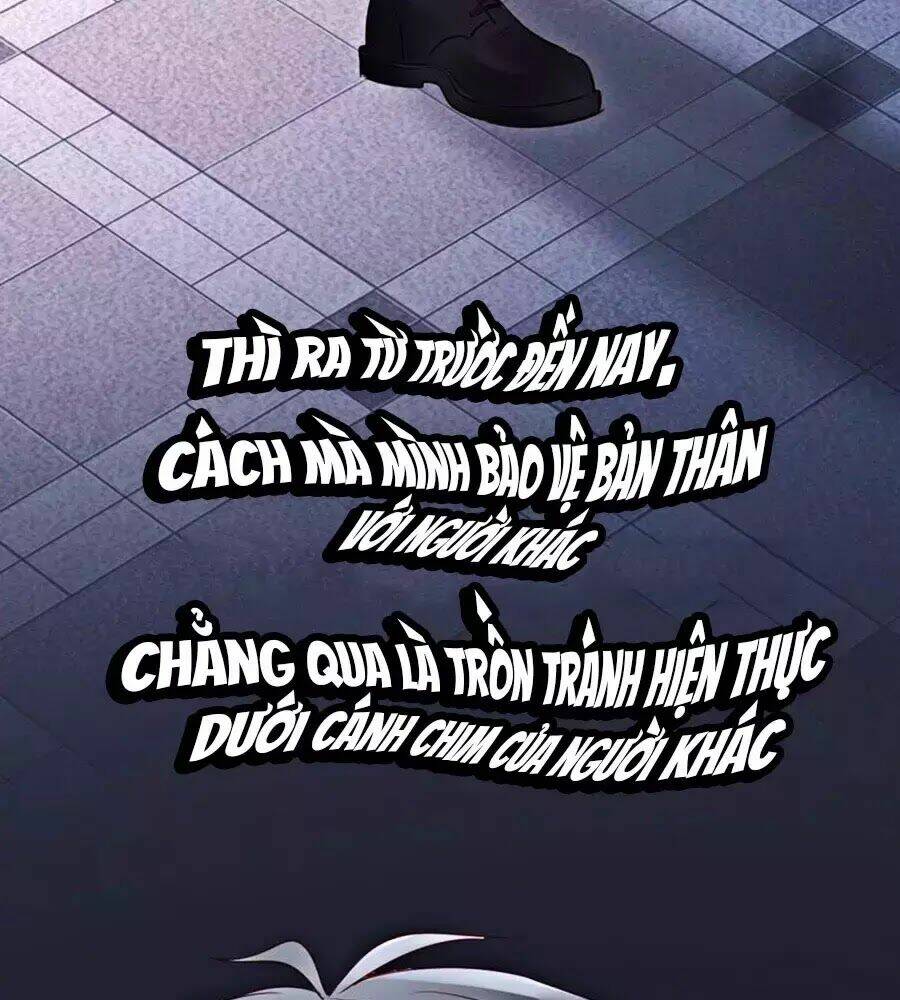 THÌ RA TỪ TRƯỚC ĐẾN NAY.
CÁCH MÀ MÌNH BẢO VỆ BẢN THÂN
VỚI NGƯỜI KHÁC
CHẲNG QUA LÀ TRỐN TRÁNH HIỆN THỰC
DƯỚI CÁNH CHIM CỦA NGƯỜI KHÁC